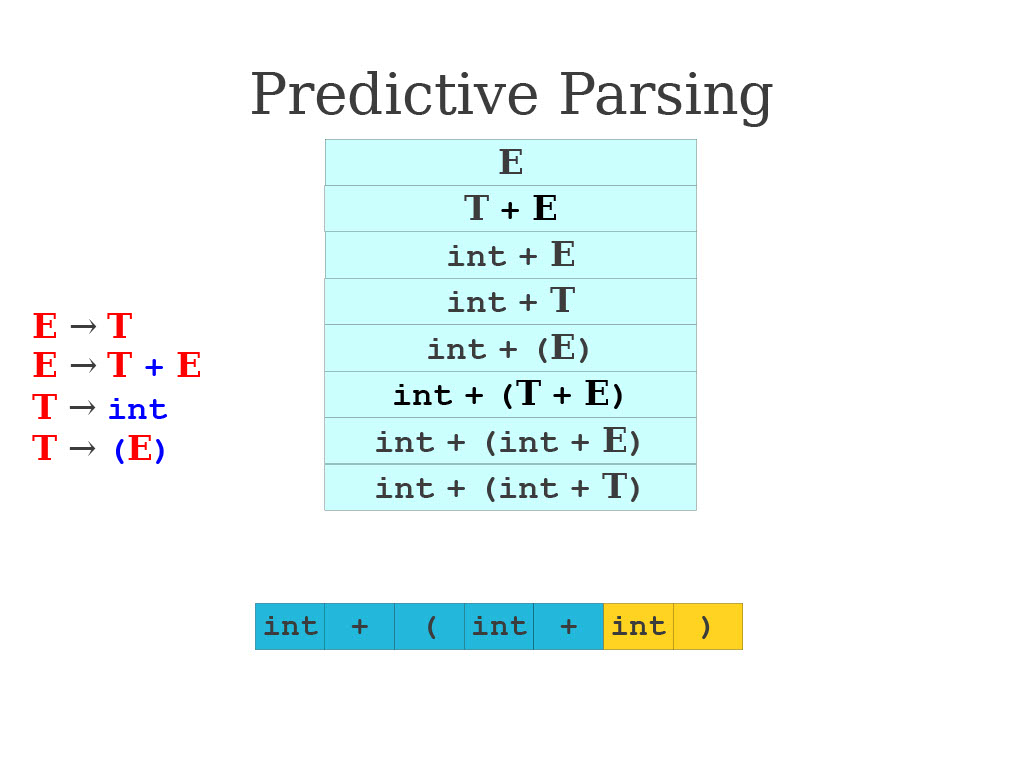 Predictive Parsing
E
T + E
int + E
int + T
int + (E)
int + (T + E)
int + (int + E)
int + (int + T)
E → T
E → T + E
T → int
T → (E)
int + ( int + int )